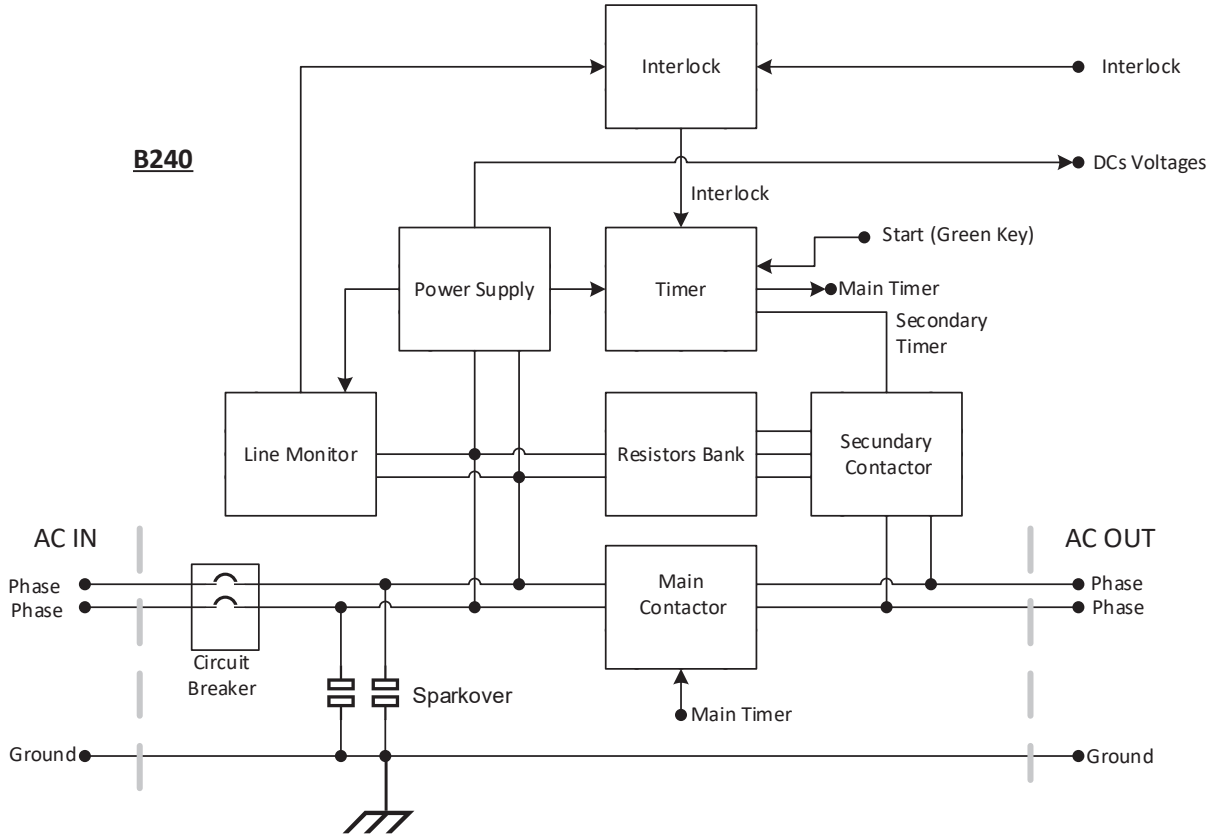 Interlock
Interlock
B240
DCs Voltages
Interlock
Start (Green Key)
Power Supply
Timer
Main Timer
Secondary
Timer
Line Monitor
Resistors Bank
Secundary
Contactor
AC IN
AC OUT
Phase
Main
Contactor
Phase
Phase
Phase
Circuit
Breaker
Sparkover
Main Timer
Ground
Ground